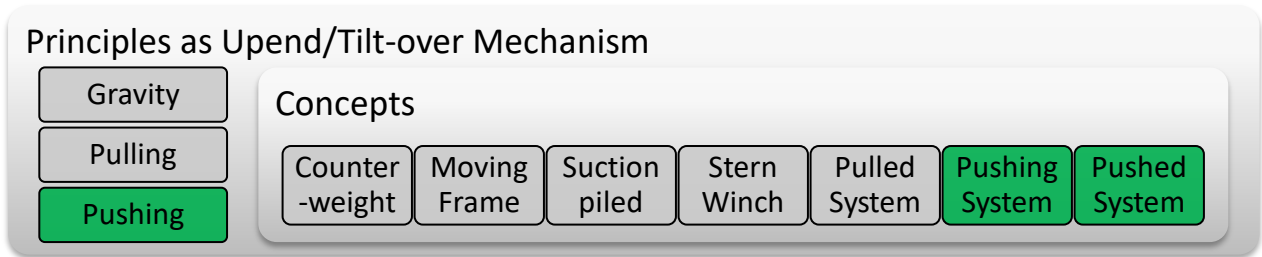 Principles as Upend/Tilt-over Mechanism
Gravity
Pulling
Pushing
Concepts
Counter
-weight
Moving
Frame
Suction
piled
Stern
Winch
Pulled
System
Pushing
System
Pushed
System